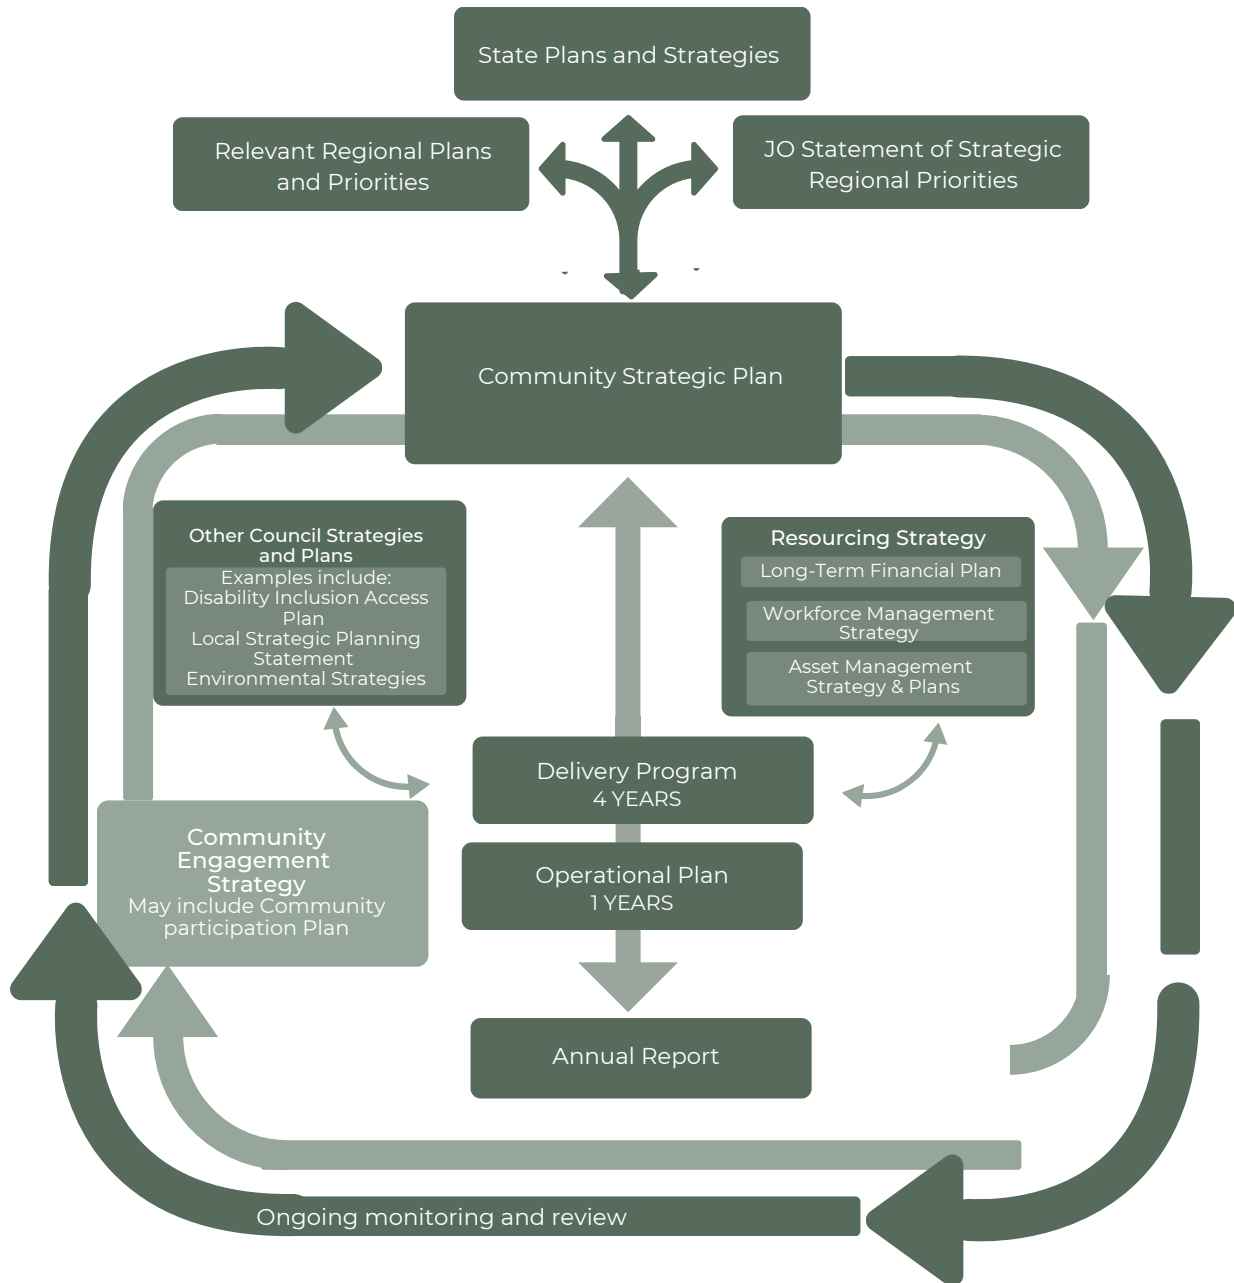 State Plans and Strategies
Relevant Regional Plans
and Priorities
JO Statement of Strategic
Regional Priorities
Community Strategic Plan
Other Council Strategies
and Plans
Examples include:
Disability Inclusion Access
Plan
Local Strategic Planning
Statement
Environmental Strategies
Resourcing Strategy
Long-Term Financial Plan
Workforce Management
Strategy
Asset Management
Strategy & Plans
Delivery Program
4 YEARS
Community
Engagement
Strategy
May include Community
participation Plan
Operational Plan
1 YEARS
Annual Report
Ongoing monitoring and review